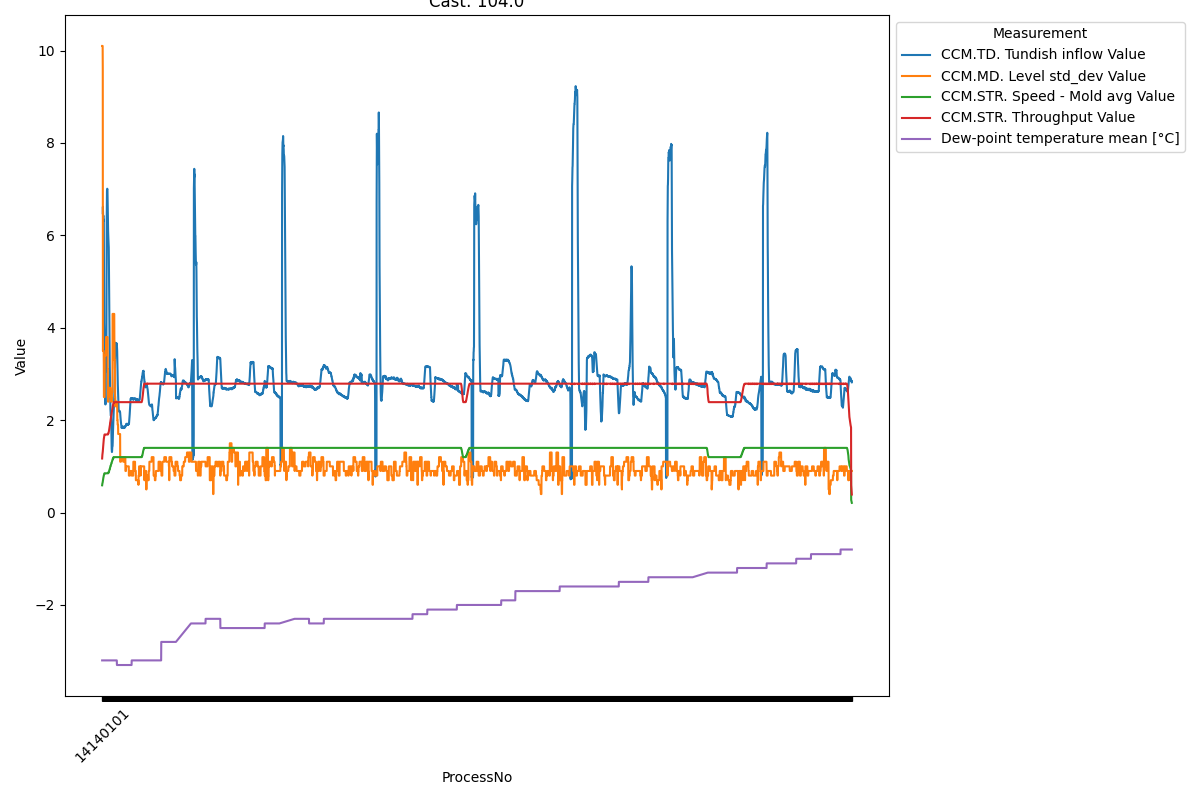 Cast: 104.0
Measurement
CCM.TD. Tundish inflow Value
CCM.MD. Level std_dev Value
CCM.STR. Speed - Mold avg Value
CCM.STR. Throughput Value
Dew-point temperature mean [°C]
10
8
6
4
2
0
−2
Value
14140101
ProcessNo